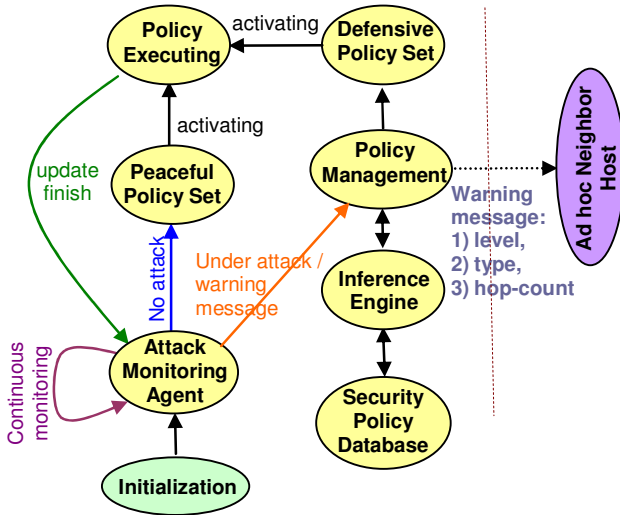 Policy
Executing
activating
Defensive
Policy Set
activating
Peaceful
Policy Set
update
finish
Policy
Management
Ad hoc Neighbor
Host
Warning
message:
1) level,
2) type,
3) hop-count
No attack
Under attack /
warning
message
Inference
Engine
Continuous
monitoring
Attack
Monitoring
Agent
Security
Policy
Database
Initialization